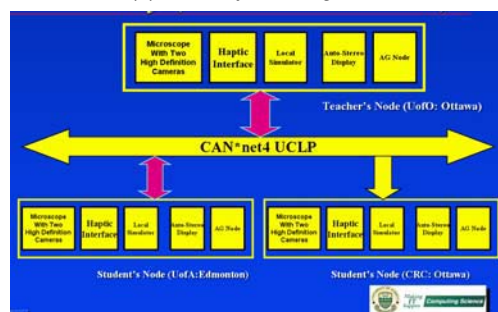 Microscope
With Two
High Definition
Cameras
Haptic
Interface
Local
Simulator
Auto-Stereo
Display
AG Node
Teacher's Node (UofO: Ottawa)
CAN*net4 UCLP
Microscope
With Two
High Definition
Cameras
Haptic
Interface
Local
Simulator
Auto-Stereo
Display
AG Node
Microscope
With Two
High Definition
Cameras
Haptic
Interface
Local
Simulator
Auto-Stereo
Display
AG Node
Student's Node (UofA:Edmonton)
Student's Node (CRC: Ottawa)
Computing Science